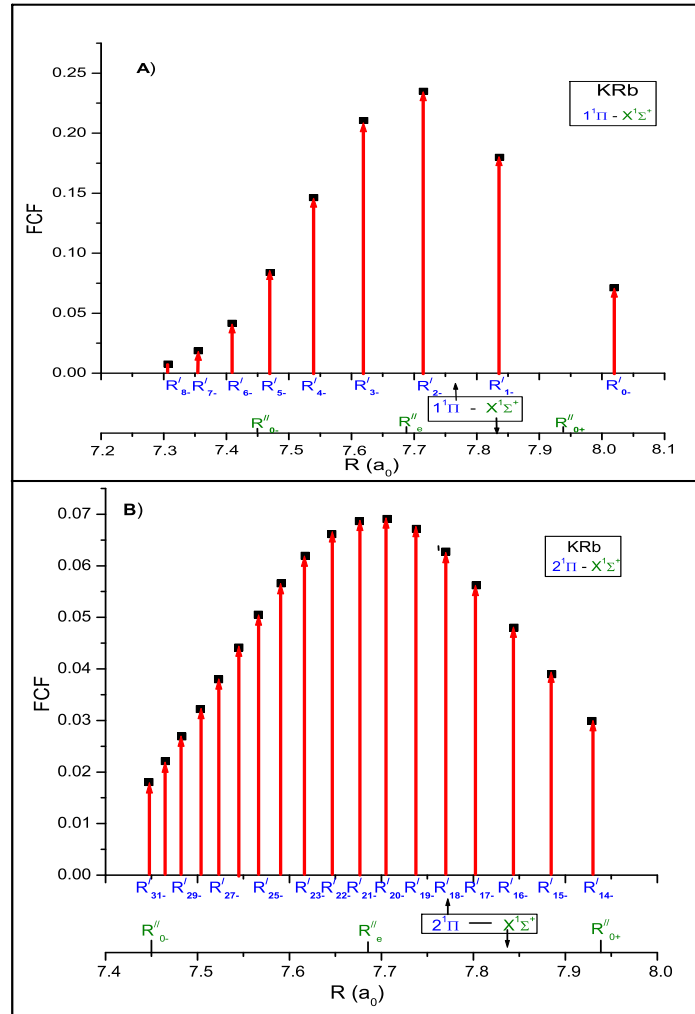 A)
KRb
1¹Π - X¹Σ⁺
FCF
0.25
0.20
0.15
0.10
0.05
0.00
R′₈₋ R′₇₋ R′₆₋ R′₅₋ R′₄₋ R′₃₋ R′₂₋ R′₁₋ R′₀₋
1¹Π - X¹Σ⁺
R″₀₋ R″ₑ R″₀₊
7.2 7.3 7.4 7.5 7.6 7.7 7.8 7.9 8.0 8.1
R (a₀)
B)
KRb
2¹Π - X¹Σ⁺
FCF
0.07
0.06
0.05
0.04
0.03
0.02
0.01
0.00
R′₃₁₋ R′₂₉₋ R′₂₇₋ R′₂₅₋ R′₂₃₋ R′₂₂₋ R′₂₁₋ R′₂₀₋ R′₁₉₋ R′₁₈₋ R′₁₇₋ R′₁₆₋ R′₁₅₋ R′₁₄₋
2¹Π — X¹Σ⁺
R″₀₋ R″ₑ R″₀₊
7.4 7.5 7.6 7.7 7.8 7.9 8.0
R (a₀)